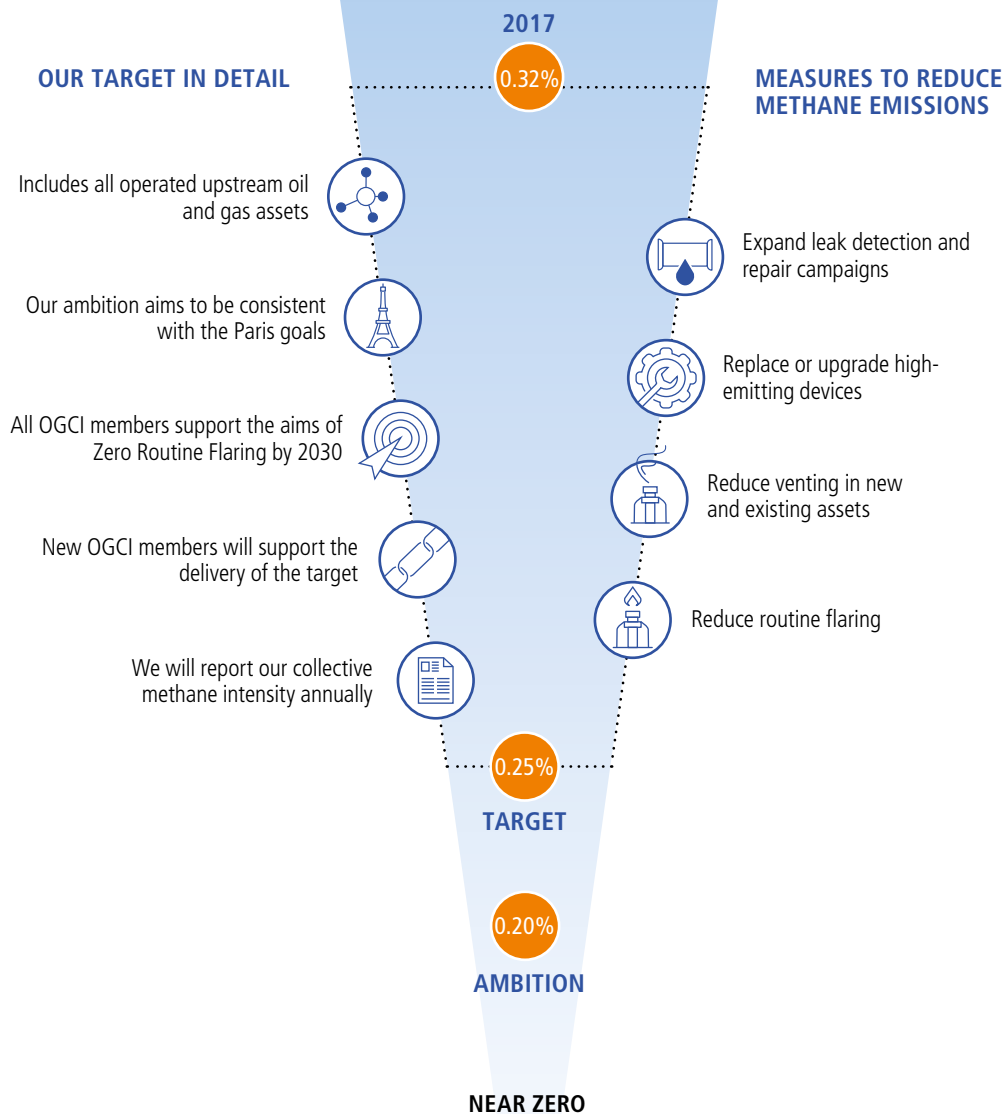 2017
0.32%
OUR TARGET IN DETAIL
Includes all operated upstream oil
and gas assets
Our ambition aims to be consistent
with the Paris goals
All OGCI members support the aims of
Zero Routine Flaring by 2030
New OGCI members will support the
delivery of the target
We will report our collective
methane intensity annually
MEASURES TO REDUCE
METHANE EMISSIONS
Expand leak detection and
repair campaigns
Replace or upgrade high-
emitting devices
Reduce venting in new
and existing assets
Reduce routine flaring
0.25%
TARGET
0.20%
AMBITION
NEAR ZERO